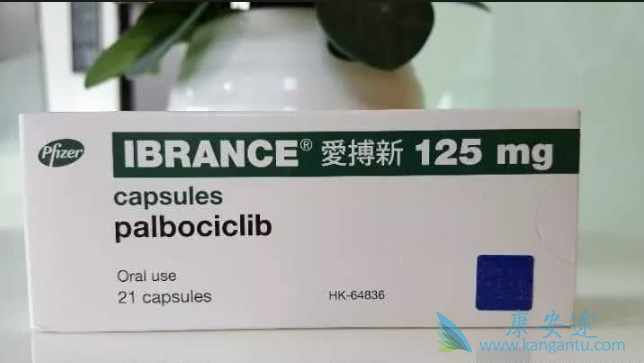 Pfizer
IBRANCE® 愛搏新 125 mg
capsules
palbociclib
Oral use
21 capsules
HK-64836
康安途
www.kangantu.com